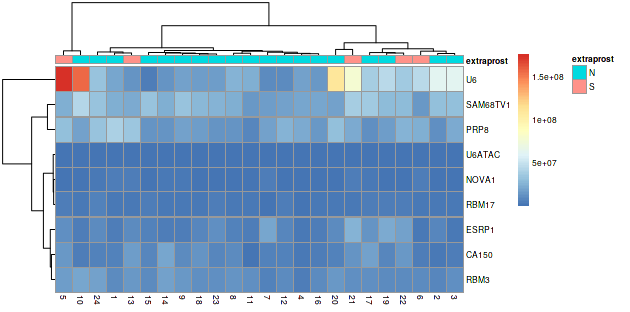 extraprost
U6
SAM68TV1
PRP8
U6ATAC
NOVA1
RBM17
ESRP1
CA150
RBM3
5 10 24 1 13 15 14 9 18 23 8 11 7 12 4 16 20 21 17 19 22 6 2 3
1.5e+08
1e+08
5e+07
extraprost
N
S